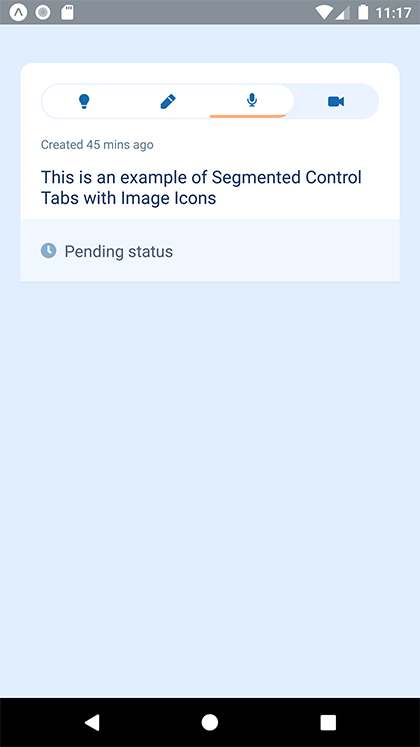 11:17
Created 45 mins ago
This is an example of Segmented Control
Tabs with Image Icons
Pending status